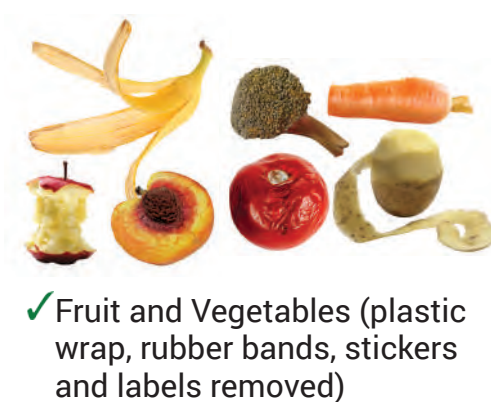 ✓Fruit and Vegetables (plastic
wrap, rubber bands, stickers
and labels removed)